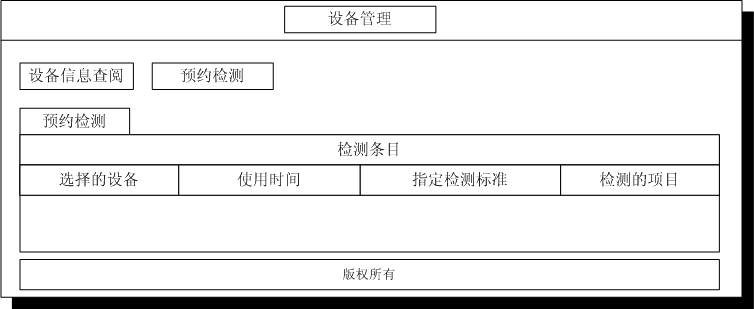 设备管理
设备信息查阅 预约检测
预约检测
检测条目
选择的设备 使用时间 指定检测标准 检测的项目
版权所有